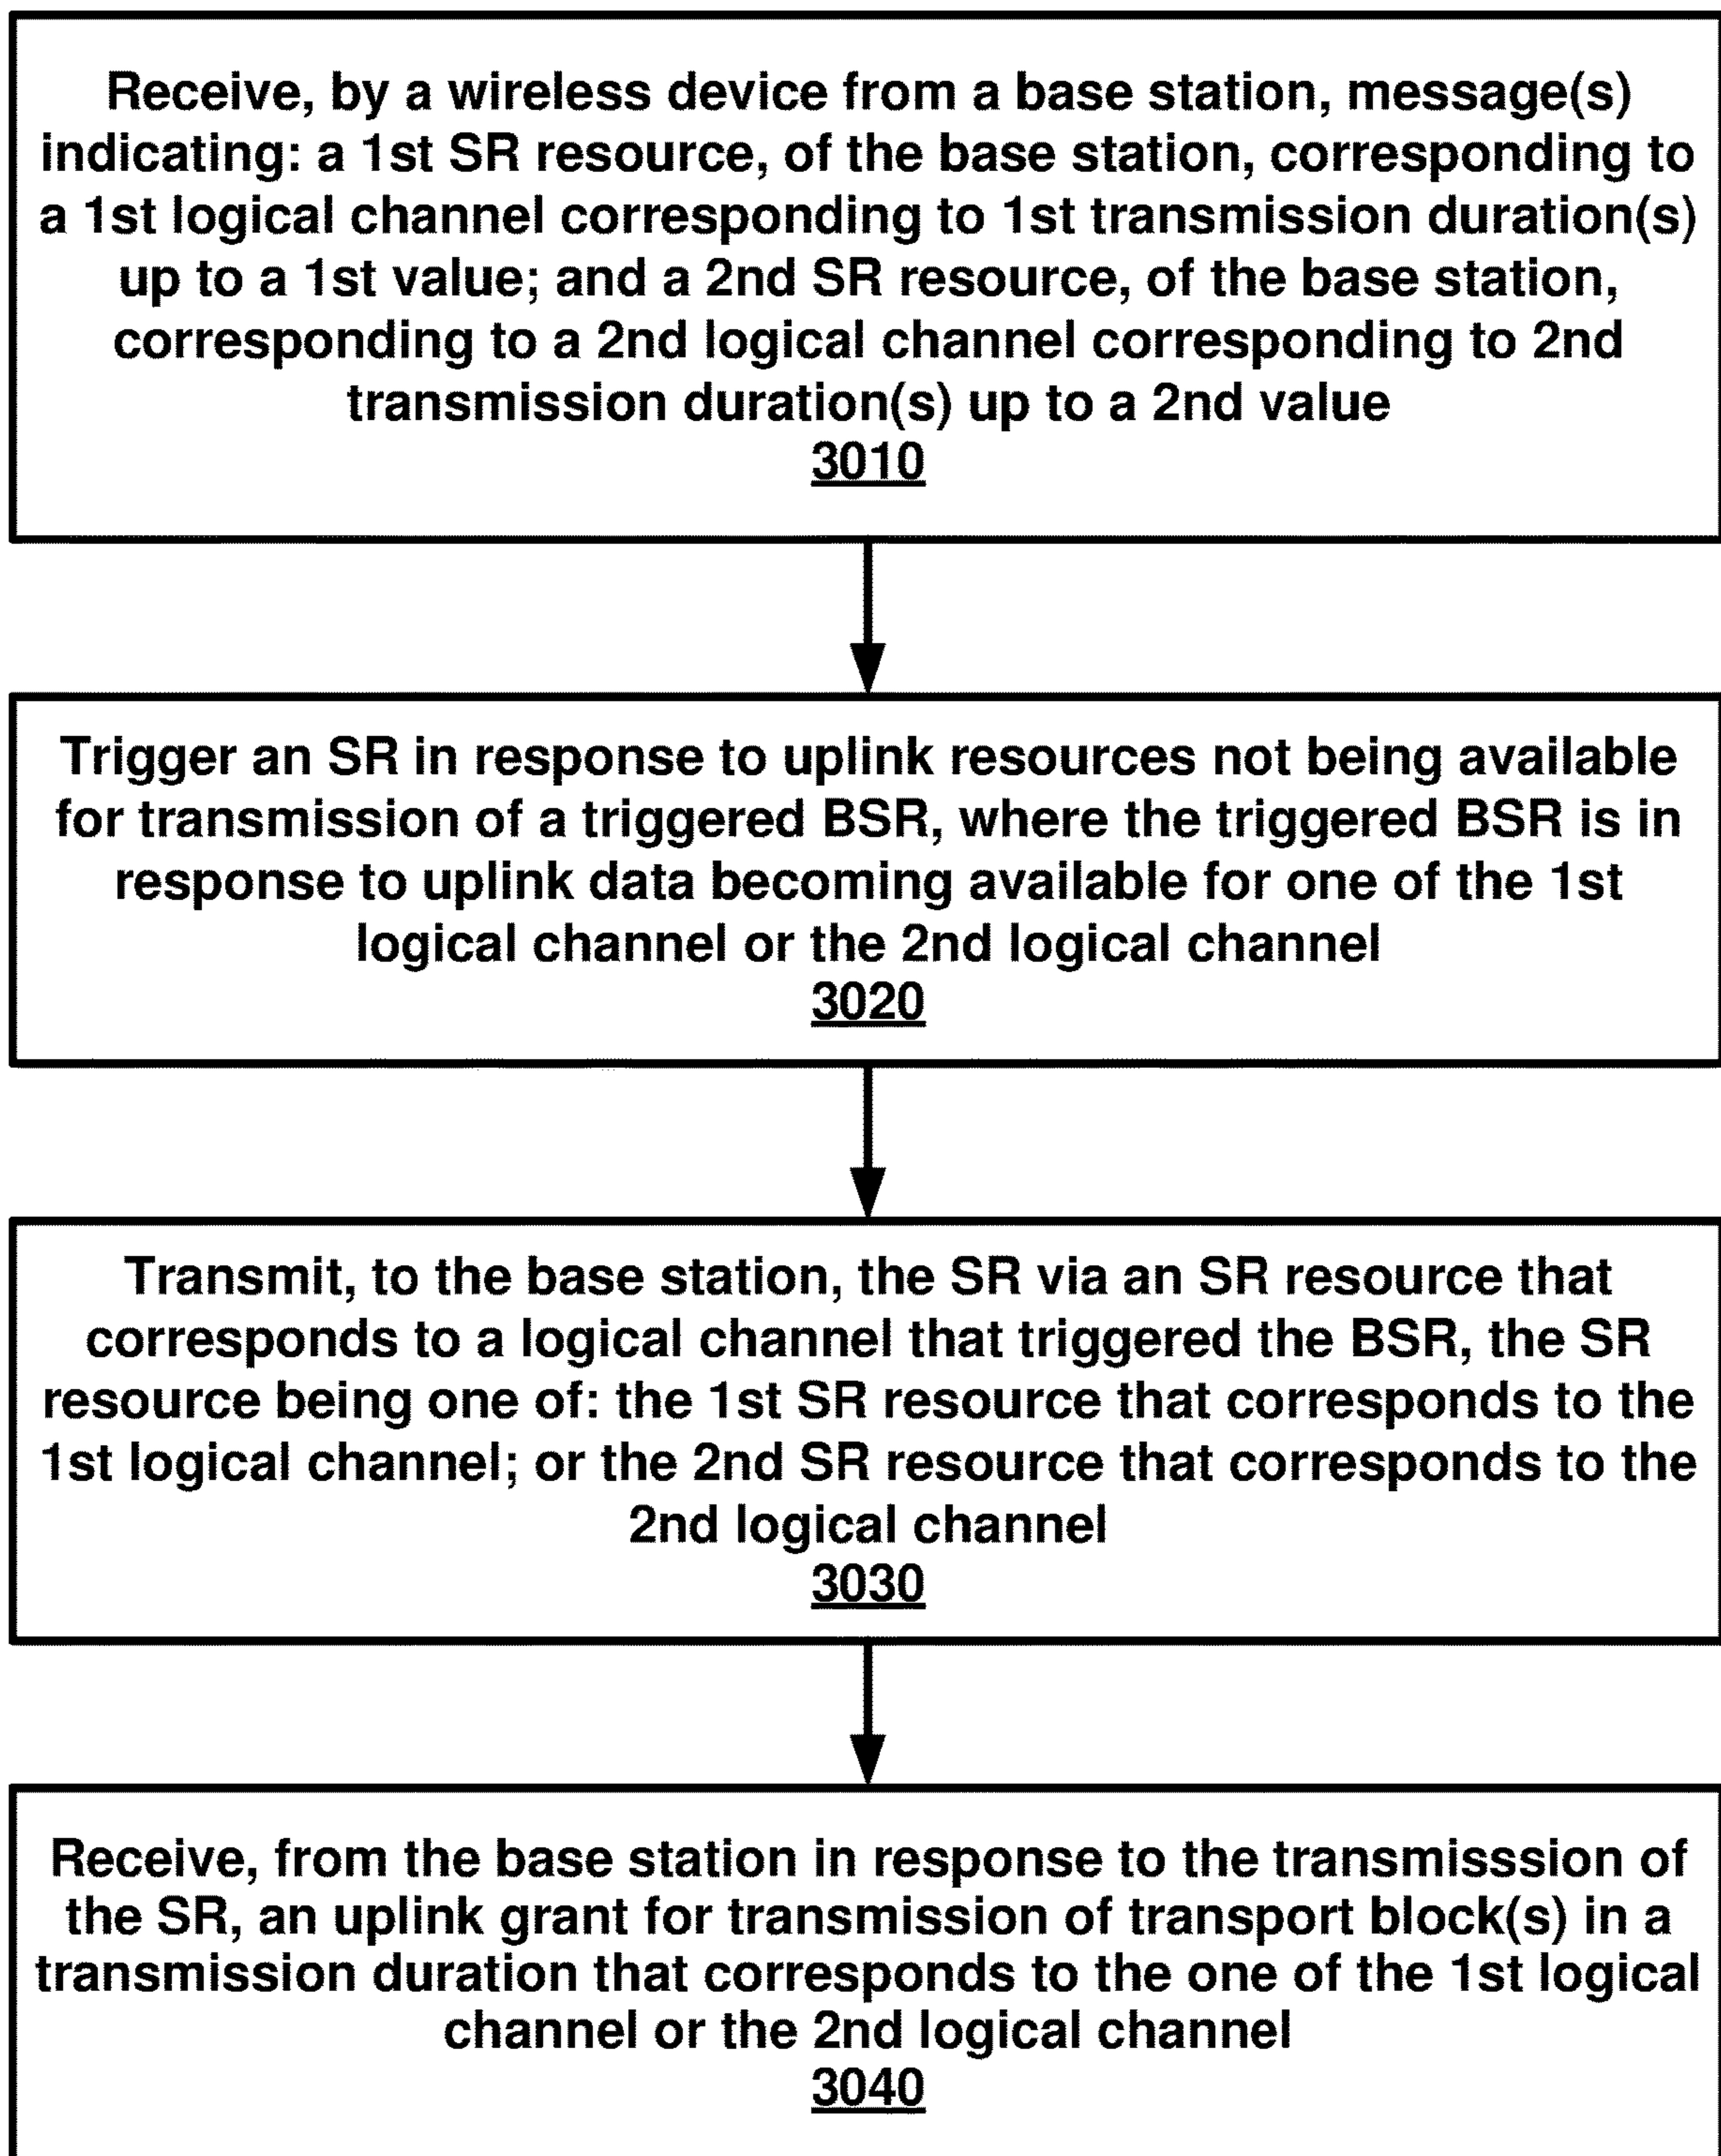 Receive, by a wireless device from a base station, message(s)
indicating: a 1st SR resource, of the base station, corresponding to
a 1st logical channel corresponding to 1st transmission duration(s)
up to a 1st value; and a 2nd SR resource, of the base station,
corresponding to a 2nd logical channel corresponding to 2nd
transmission duration(s) up to a 2nd value
3010
Trigger an SR in response to uplink resources not being available
for transmission of a triggered BSR, where the triggered BSR is in
response to uplink data becoming available for one of the 1st
logical channel or the 2nd logical channel
3020
Transmit, to the base station, the SR via an SR resource that
corresponds to a logical channel that triggered the BSR, the SR
resource being one of: the 1st SR resource that corresponds to the
1st logical channel; or the 2nd SR resource that corresponds to the
2nd logical channel
3030
Receive, from the base station in response to the transmisssion of
the SR, an uplink grant for transmission of transport block(s) in a
transmission duration that corresponds to the one of the 1st logical
channel or the 2nd logical channel
3040